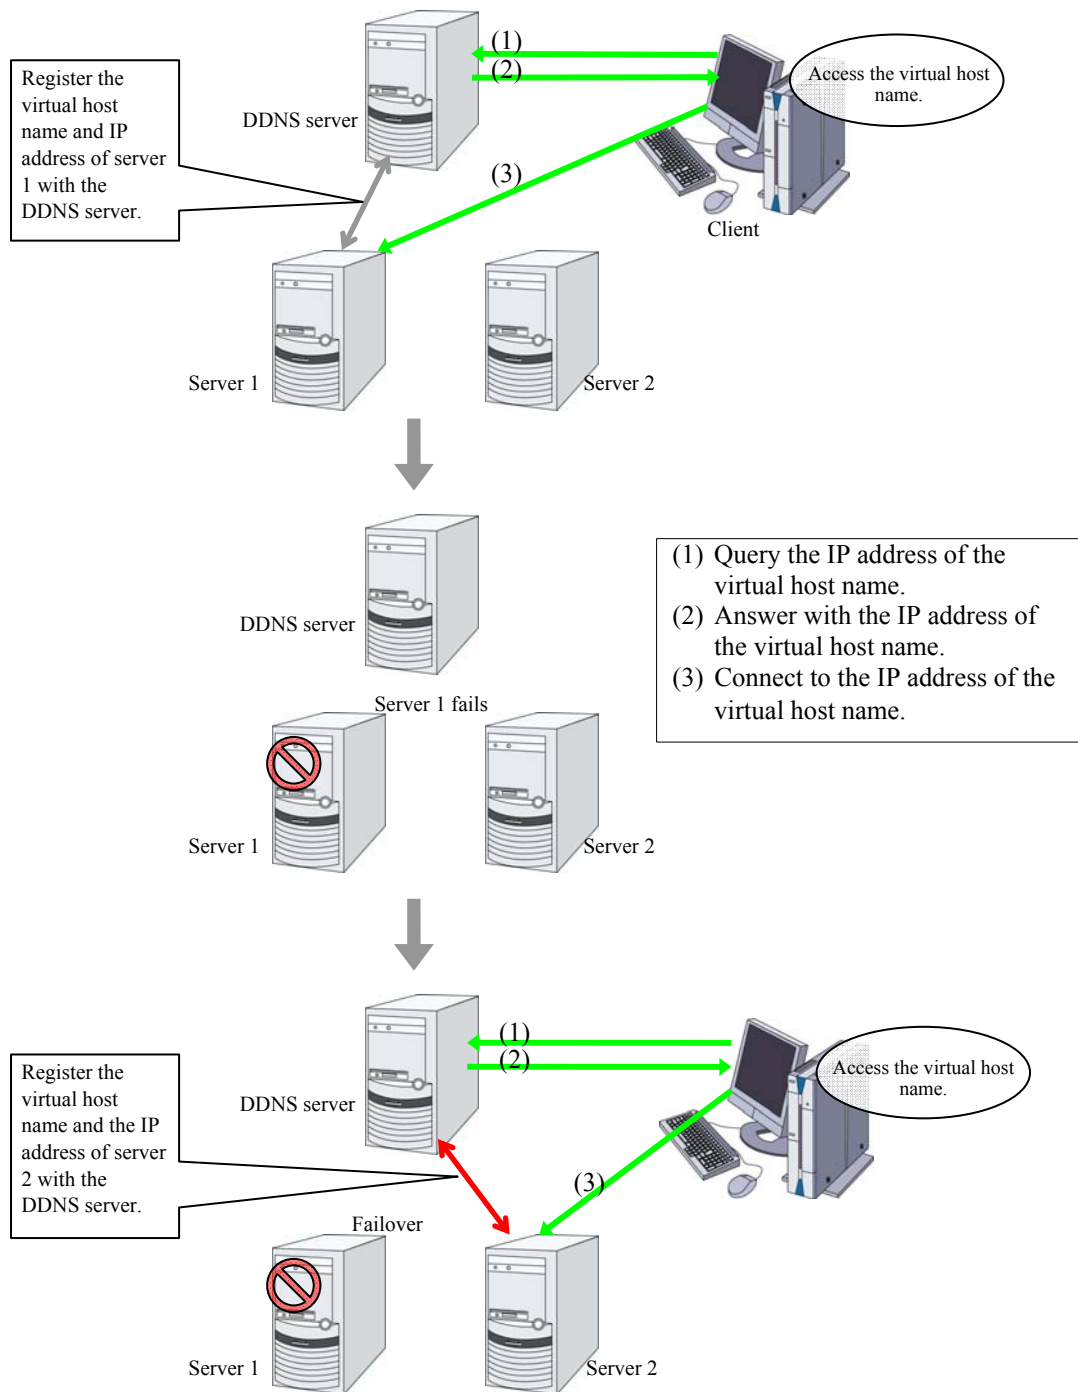 (1)
(2)
Access the virtual host
name.
Register the
virtual host
name and IP
address of server
1 with the
DDNS server.
DDNS server
(3)
Client
Server 1
Server 2
DDNS server
(1) Query the IP address of the
virtual host name.
(2) Answer with the IP address of
the virtual host name.
(3) Connect to the IP address of the
virtual host name.
Server 1 fails
Server 1
Server 2
(1)
(2)
Access the virtual host
name.
Register the
virtual host
name and the IP
address of server
2 with the
DDNS server.
DDNS server
(3)
Failover
Server 1
Server 2